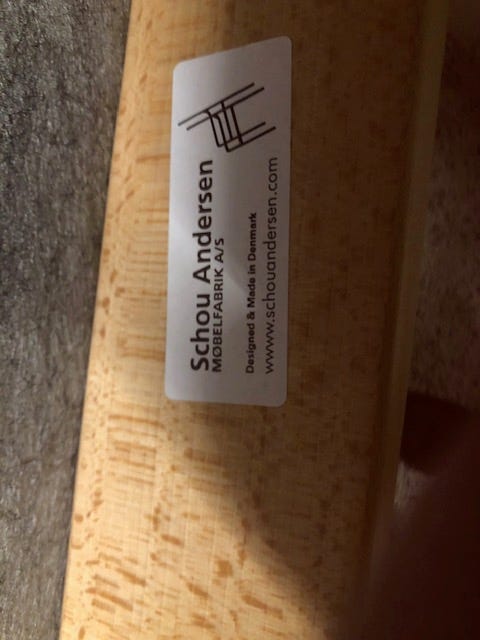 Schou Andersen
MØBELFABRIK A/S
Designed & Made in Denmark
www.schouandersen.com